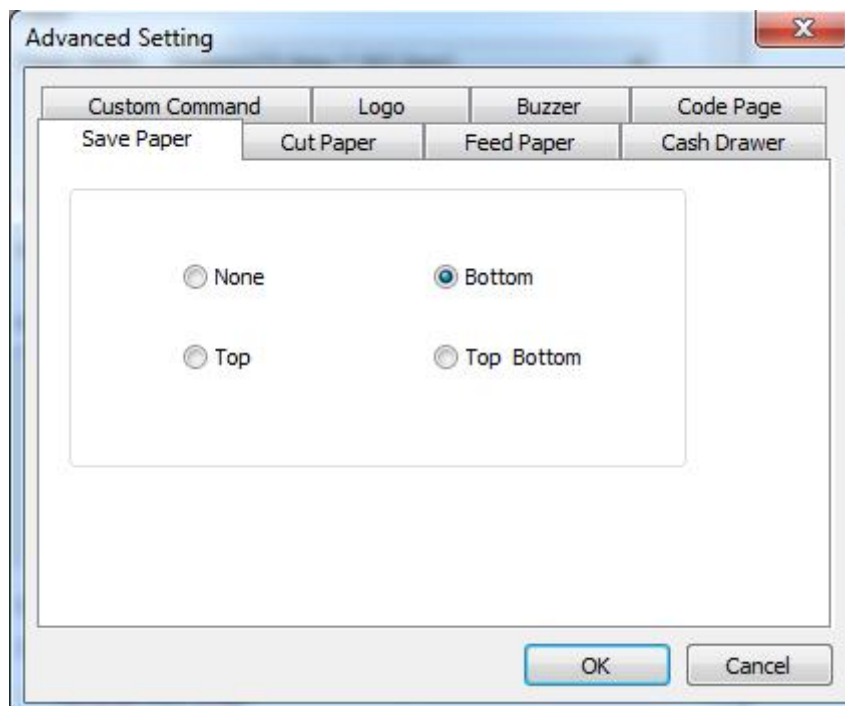 Advanced Setting
X
Custom Command Logo Buzzer Code Page
Save Paper Cut Paper Feed Paper Cash Drawer
None Bottom
Top Top Bottom
OK Cancel